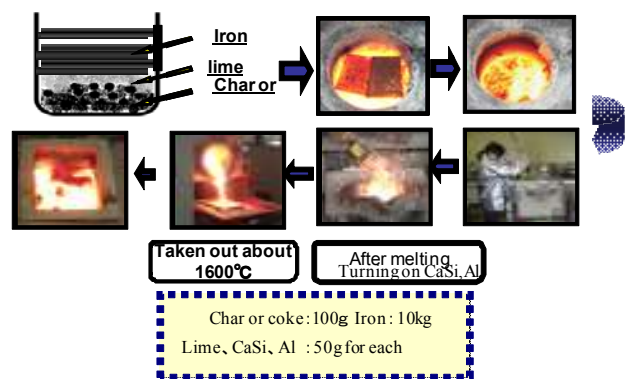 Iron
lime
Char or
Taken out about
1600℃
After melting
Turning on CaSi,Al
Char or coke:100g Iron : 10kg
Lime、CaSi、Al : 50g for each